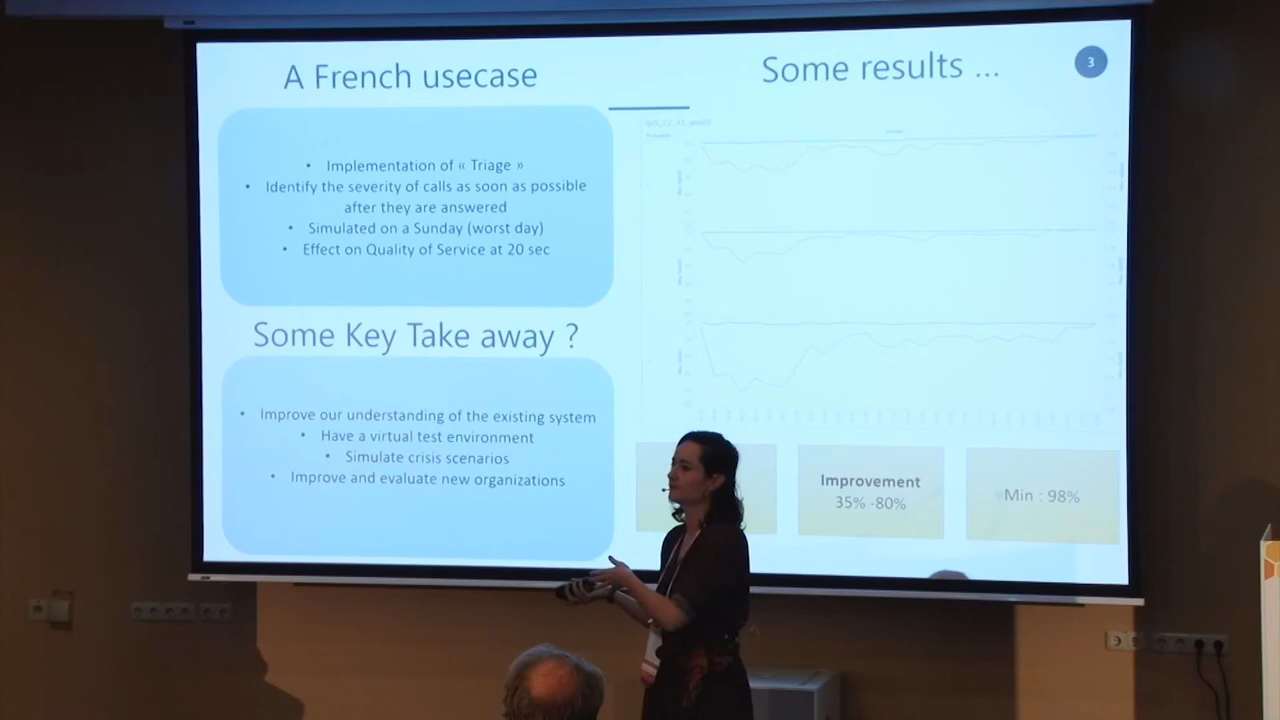 A French usecase
• Implementation of « Triage »
• Identify the severity of calls as soon as possible
after they are answered
• Simulated on a Sunday (worst day)
• Effect on Quality of Service at 20 sec
Some Key Take away ?
• Improve our understanding of the existing system
• Have a virtual test environment
• Simulate crisis scenarios
• Improve and evaluate new organizations
Some results ...
3
Improvement
35% -80%
Min : 98%